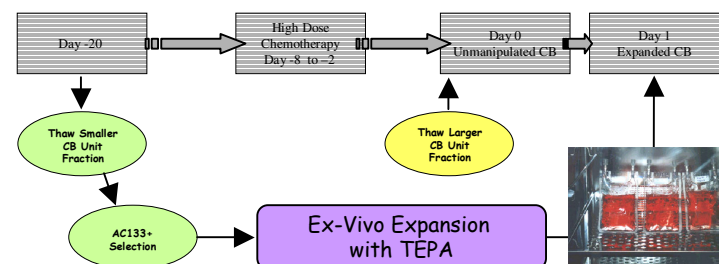 Day -20
High Dose
Chemotherapy
Day -8 to –2
Day 0
Unmanipulated CB
Day 1
Expanded CB
Thaw Smaller
CB Unit
Fraction
Thaw Larger
CB Unit
Fraction
AC133+
Selection
Ex-Vivo Expansion
with TEPA